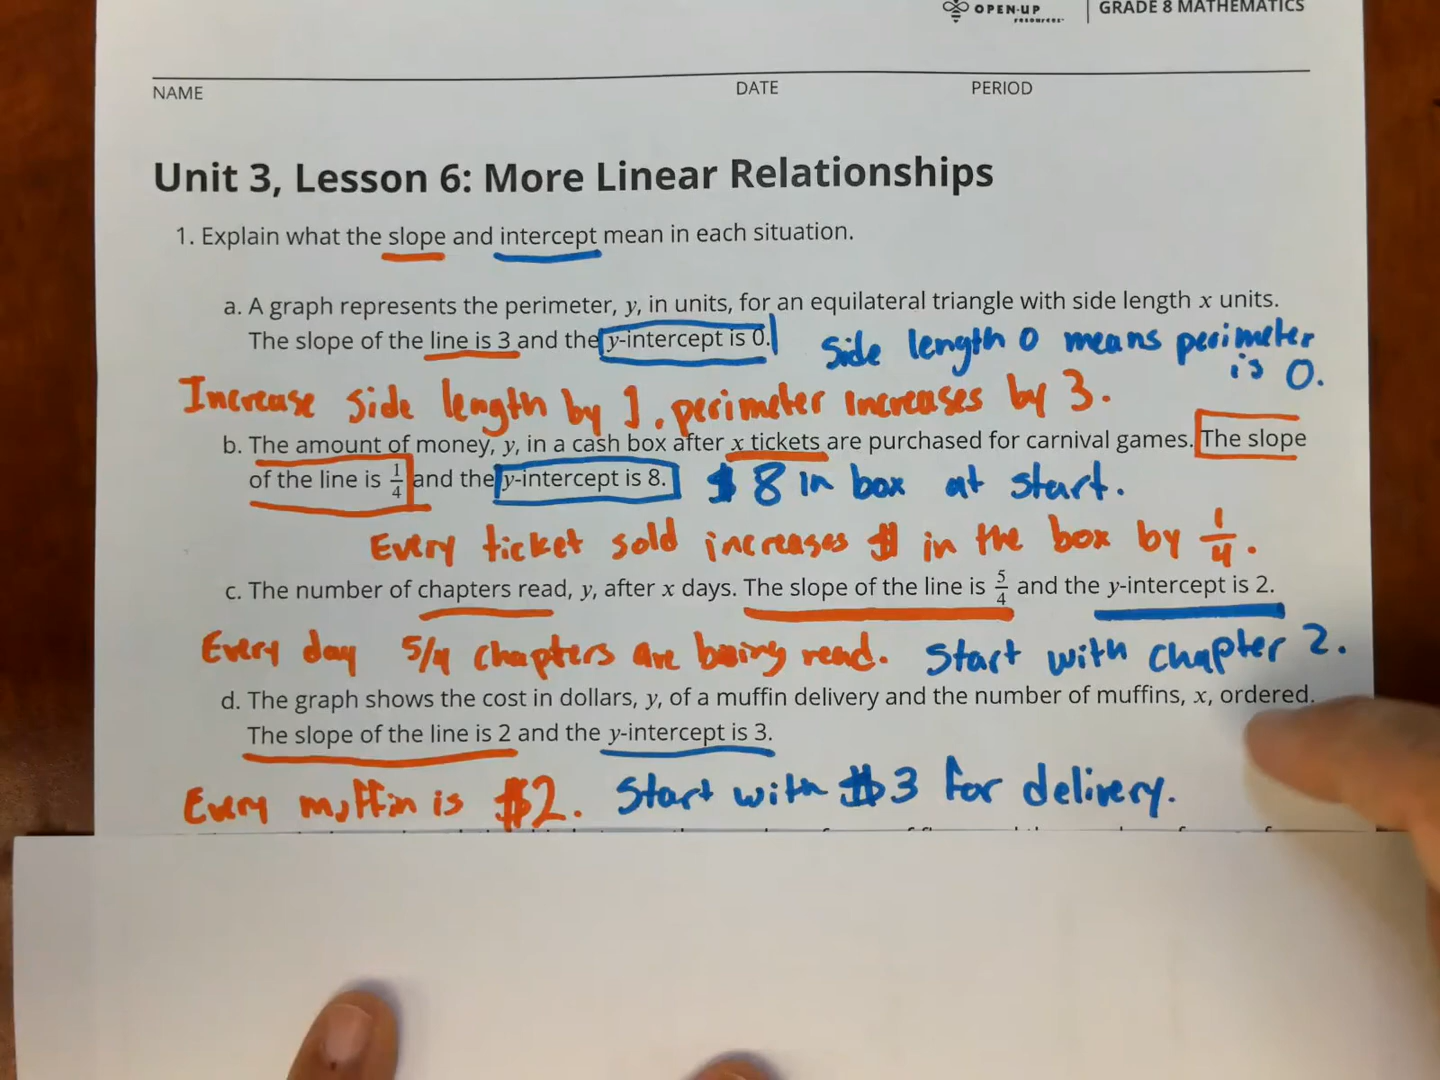 OPEN-UP resources
GRADE 8 MATHEMATICS
NAME DATE PERIOD
Unit 3, Lesson 6: More Linear Relationships
1. Explain what the slope and intercept mean in each situation.
a. A graph represents the perimeter, y, in units, for an equilateral triangle with side length x units.
The slope of the line is 3 and the y-intercept is 0.
Side length 0 means perimeter
is 0.
Increase side length by 1, perimeter increases by 3.
b. The amount of money, y, in a cash box after x tickets are purchased for carnival games. The slope
of the line is 1/4 and the y-intercept is 8. $8 in box at start.
Every ticket sold increases $ in the box by 1/4.
c. The number of chapters read, y, after x days. The slope of the line is 5/4 and the y-intercept is 2.
Every day 5/4 chapters are being read. Start with chapter 2.
d. The graph shows the cost in dollars, y, of a muffin delivery and the number of muffins, x, ordered.
The slope of the line is 2 and the y-intercept is 3.
Every muffin is $2. Start with $3 for delivery.